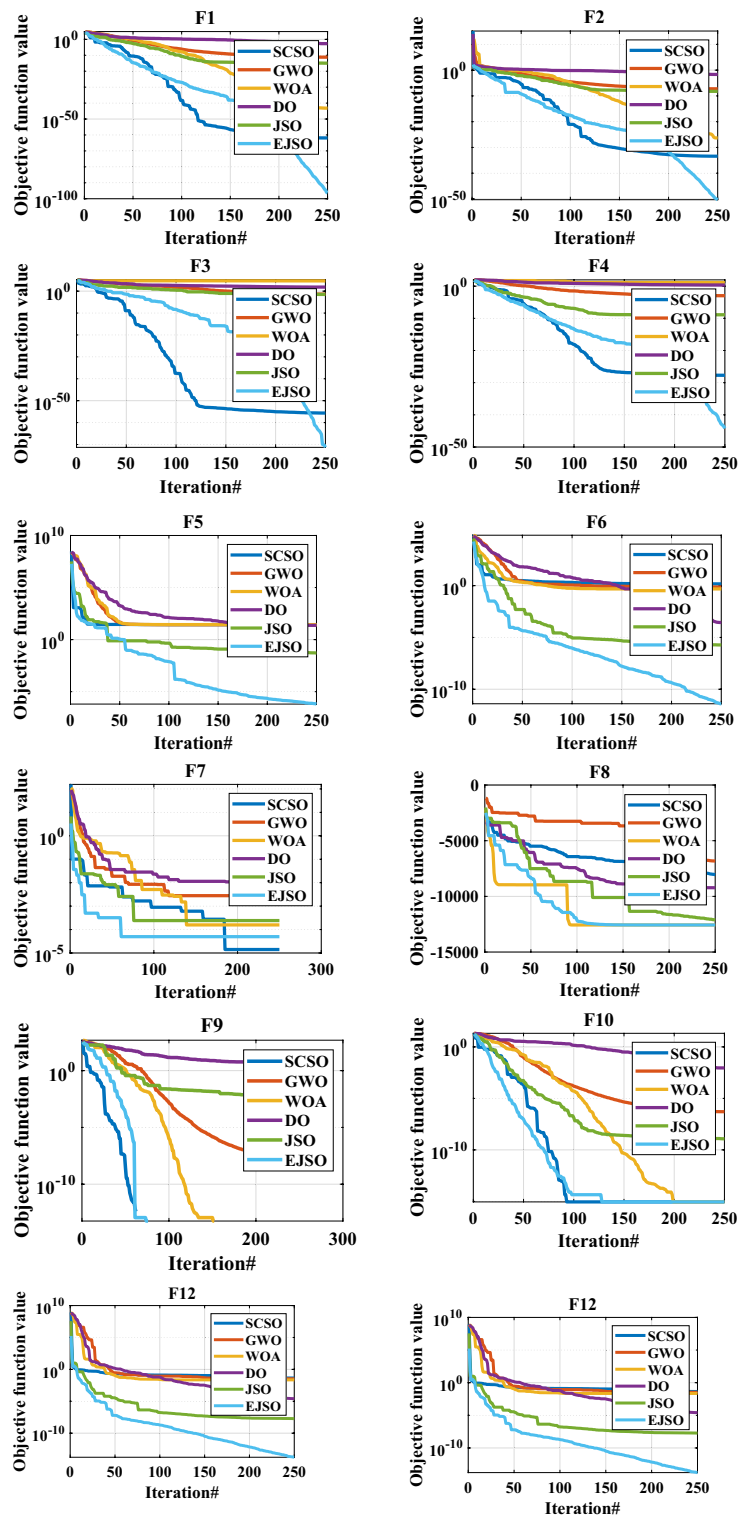 F1
Objective function value
10^0
10^-50
10^-100
0 50 100 150 200 250
Iteration#
SCSO
GWO
WOA
DO
JSO
EJSO
F2
Objective function value
10^0
10^-50
0 50 100 150 200 250
Iteration#
SCSO
GWO
WOA
DO
JSO
EJSO
F3
Objective function value
10^0
10^-50
0 50 100 150 200 250
Iteration#
SCSO
GWO
WOA
DO
JSO
EJSO
F4
Objective function value
10^-50
0 50 100 150 200 250
Iteration#
SCSO
GWO
WOA
DO
JSO
EJSO
F5
Objective function value
10^10
10^0
0 50 100 150 200 250
Iteration#
SCSO
GWO
WOA
DO
JSO
EJSO
F6
Objective function value
10^0
10^-10
0 50 100 150 200 250
Iteration#
SCSO
GWO
WOA
DO
JSO
EJSO
F7
Objective function value
10^0
10^-5
0 100 200 300
Iteration#
SCSO
GWO
WOA
DO
JSO
EJSO
F8
Objective function value
0
-5000
-10000
-15000
0 50 100 150 200 250
Iteration#
SCSO
GWO
WOA
DO
JSO
EJSO
F9
Objective function value
10^0
10^-10
0 100 200 300
Iteration#
SCSO
GWO
WOA
DO
JSO
EJSO
F10
Objective function value
10^0
10^-10
0 50 100 150 200 250
Iteration#
SCSO
GWO
WOA
DO
JSO
EJSO
F12
Objective function value
10^10
10^0
10^-10
0 50 100 150 200 250
Iteration#
SCSO
GWO
WOA
DO
JSO
EJSO
F12
Objective function value
10^10
10^0
10^-10
0 50 100 150 200 250
Iteration#
SCSO
GWO
WOA
DO
JSO
EJSO